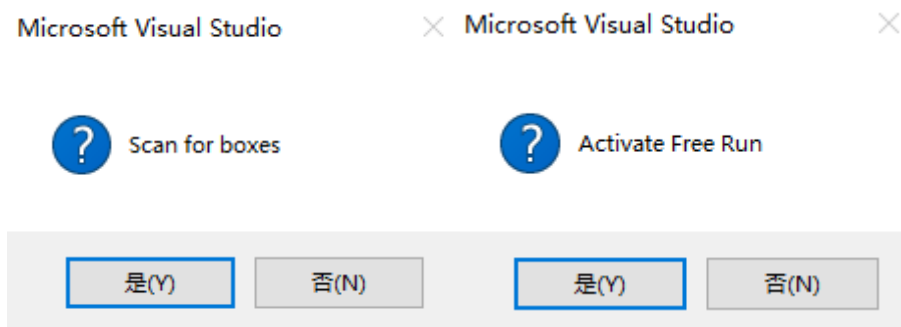 Microsoft Visual Studio
Scan for boxes
是(Y)
否(N)
Microsoft Visual Studio
Activate Free Run
是(Y)
否(N)